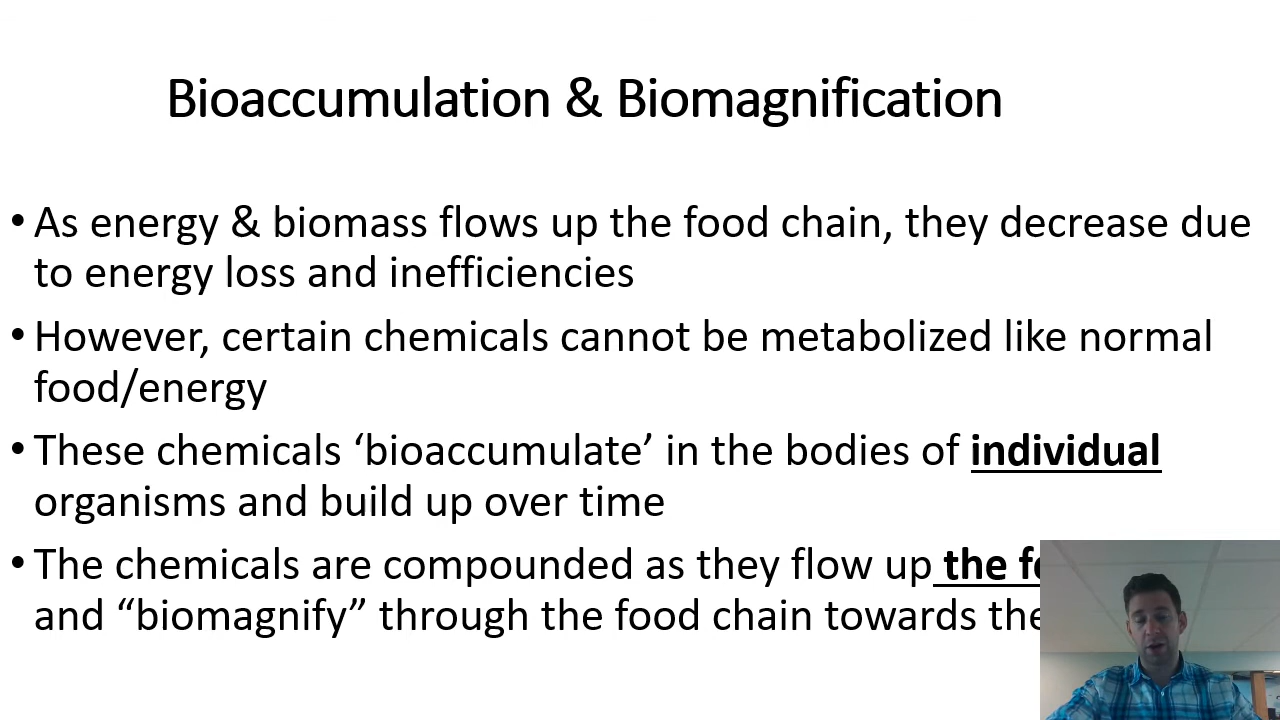 Bioaccumulation & Biomagnification
• As energy & biomass flows up the food chain, they decrease due
to energy loss and inefficiencies
• However, certain chemicals cannot be metabolized like normal
food/energy
• These chemicals ‘bioaccumulate’ in the bodies of individual
organisms and build up over time
• The chemicals are compounded as they flow up the
and “biomagnify” through the food chain towards the